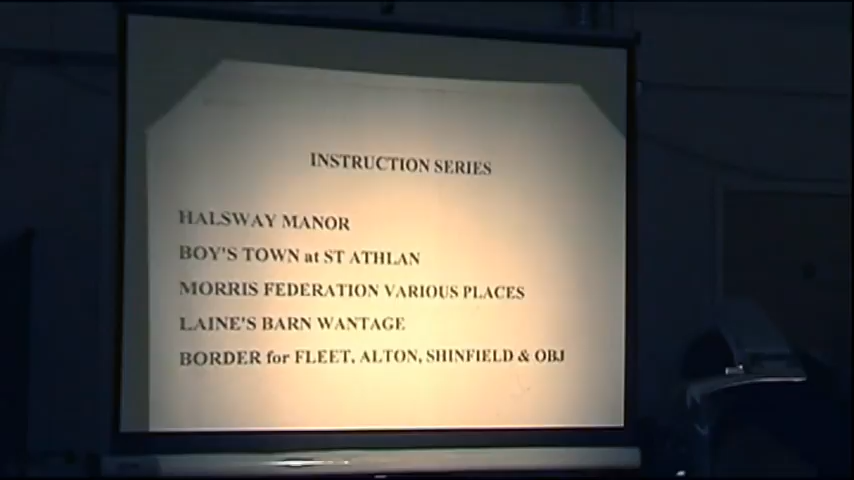 INSTRUCTION SERIES
HALSWAY MANOR
BOY'S TOWN at ST ATHLAN
MORRIS FEDERATION VARIOUS PLACES
LAINE'S BARN WANTAGE
BORDER for FLEET, ALTON, SHINFIELD & OBJ